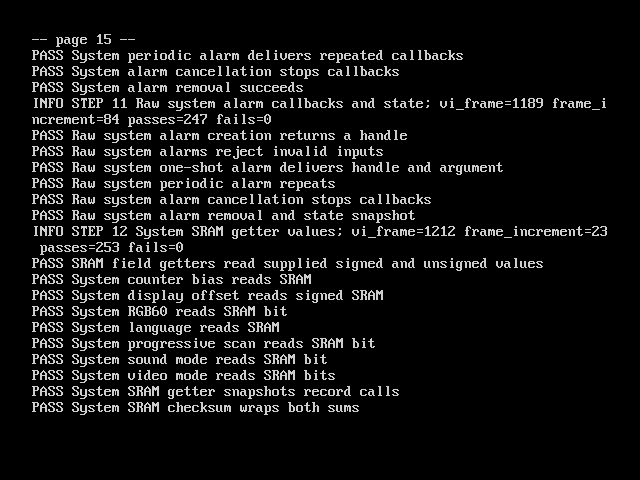 -- page 15 --
PASS System periodic alarm delivers repeated callbacks
PASS System alarm cancellation stops callbacks
PASS System alarm removal succeeds
INFO STEP 11 Raw system alarm callbacks and state; vi_frame=1189 frame_i
ncrement=84 passes=247 fails=0
PASS Raw system alarm creation returns a handle
PASS Raw system alarms reject invalid inputs
PASS Raw system one-shot alarm delivers handle and argument
PASS Raw system periodic alarm repeats
PASS Raw system alarm cancellation stops callbacks
PASS Raw system alarm removal and state snapshot
INFO STEP 12 System SRAM getter values; vi_frame=1212 frame_increment=23
passes=253 fails=0
PASS SRAM field getters read supplied signed and unsigned values
PASS System counter bias reads SRAM
PASS System display offset reads signed SRAM
PASS System RGB60 reads SRAM bit
PASS System language reads SRAM
PASS System progressive scan reads SRAM bit
PASS System sound mode reads SRAM bit
PASS System video mode reads SRAM bits
PASS System SRAM getter snapshots record calls
PASS System SRAM checksum wraps both sums